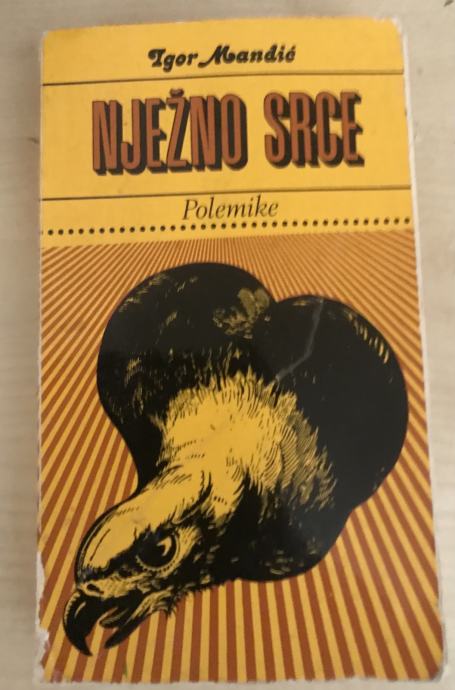 Igor Mandić
NJEŽNO SRCE
Polemike